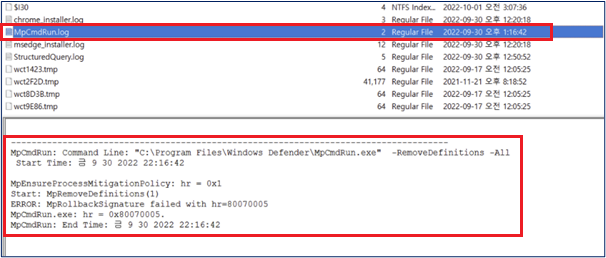 $I30 4 NTFS Index... 2022-10-01 오전 3:07:36
chrome_installer.log 3 Regular File 2022-09-30 오후 12:20:18
MpCmdRun.log 2 Regular File 2022-09-30 오후 1:16:42
msedge_installer.log 12 Regular File 2022-09-30 오후 12:20:18
StructuredQuery.log 5 Regular File 2022-09-30 오후 12:50:52
wct1423.tmp 64 Regular File 2022-09-17 오전 12:05:25
wct2F2D.tmp 41,177 Regular File 2021-11-21 오후 8:18:52
wct8D3B.tmp 64 Regular File 2022-09-17 오전 12:05:25
wct9E86.tmp 64 Regular File 2022-09-17 오전 12:05:25
-------------------------------------------------------------------------------------
MpCmdRun: Command Line: "C:\Program Files\Windows Defender\MpCmdRun.exe" -RemoveDefinitions -All
Start Time: 금 9 30 2022 22:16:42
MpEnsureProcessMitigationPolicy: hr = 0x1
Start: MpRemoveDefinitions(1)
ERROR: MpRollbackSignature failed with hr=80070005
MpCmdRun.exe: hr = 0x80070005.
MpCmdRun: End Time: 금 9 30 2022 22:16:42